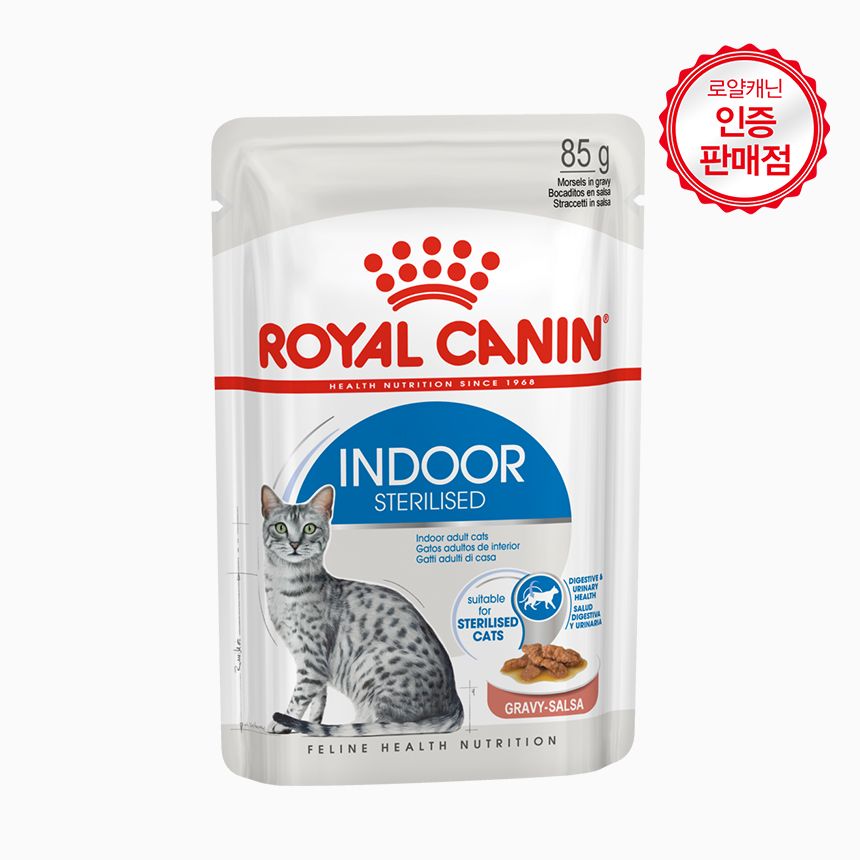 로얄캐닌
인증
판매점
85 g
Morsels in gravy
Bocaditos en salsa
Straccetti in salsa
ROYAL CANIN®
HEALTH NUTRITION SINCE 1968
INDOOR
STERILISED
Indoor adult cats
Gatos adultos de interior
Gatti adulti di casa
suitable
for
STERILISED
CATS
DIGESTIVE &
URINARY
HEALTH
SALUD
DIGESTIVA
Y URINARIA
GRAVY-SALSA
FELINE HEALTH NUTRITION